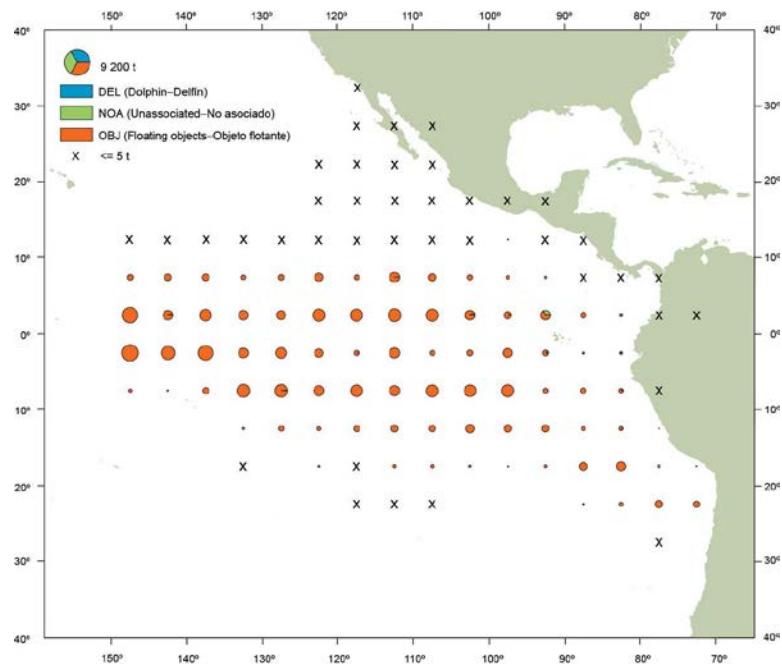 150° 140° 130° 120° 110° 100° 90° 80° 70°
40° 40°
9 200 t
DEL (Dolphin–Delfín)
NOA (Unassociated–No asociado)
OBJ (Floating objects–Objeto flotante)
X <= 5 t
30° 30°
20° 20°
10° 10°
0° 0°
10° 10°
20° 20°
30° 30°
40° 40°
150° 140° 130° 120° 110° 100° 90° 80° 70°